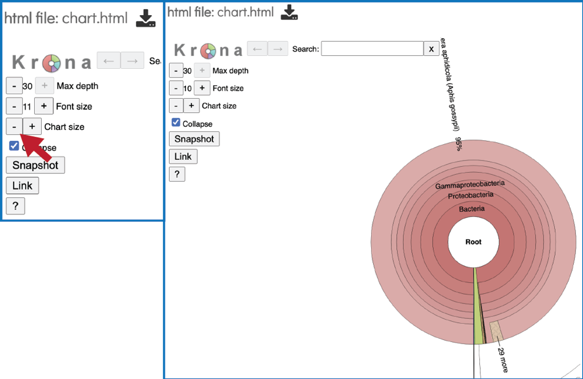 html file: chart.html
Krona ← → Sea
- 30 + Max depth
- 11 + Font size
- + Chart size
Snapshot
Link
?
html file: chart.html
Krona ← → Search: x
- 30 + Max depth
- 10 + Font size
- + Chart size
Collapse
Snapshot
Link
?
era aphidicola (Aphis gossypii) 95%
Gammaproteobacteria
Proteobacteria
Bacteria
Root
29 more